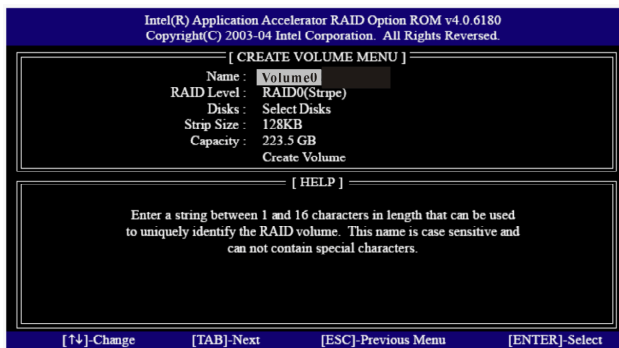 Intel(R) Application Accelerator RAID Option ROM v4.0.6180
Copyright(C) 2003-04 Intel Corporation. All Rights Reversed.
[ CREATE VOLUME MENU ]
Name : Volume0
RAID Level : RAID0(Stripe)
Disks : Select Disks
Strip Size : 128KB
Capacity : 223.5 GB
Create Volume
[ HELP ]
Enter a string between 1 and 16 characters in length that can be used
to uniquely identify the RAID volume. This name is case sensitive and
can not contain special characters.
[↑↓]-Change [TAB]-Next [ESC]-Previous Menu [ENTER]-Select